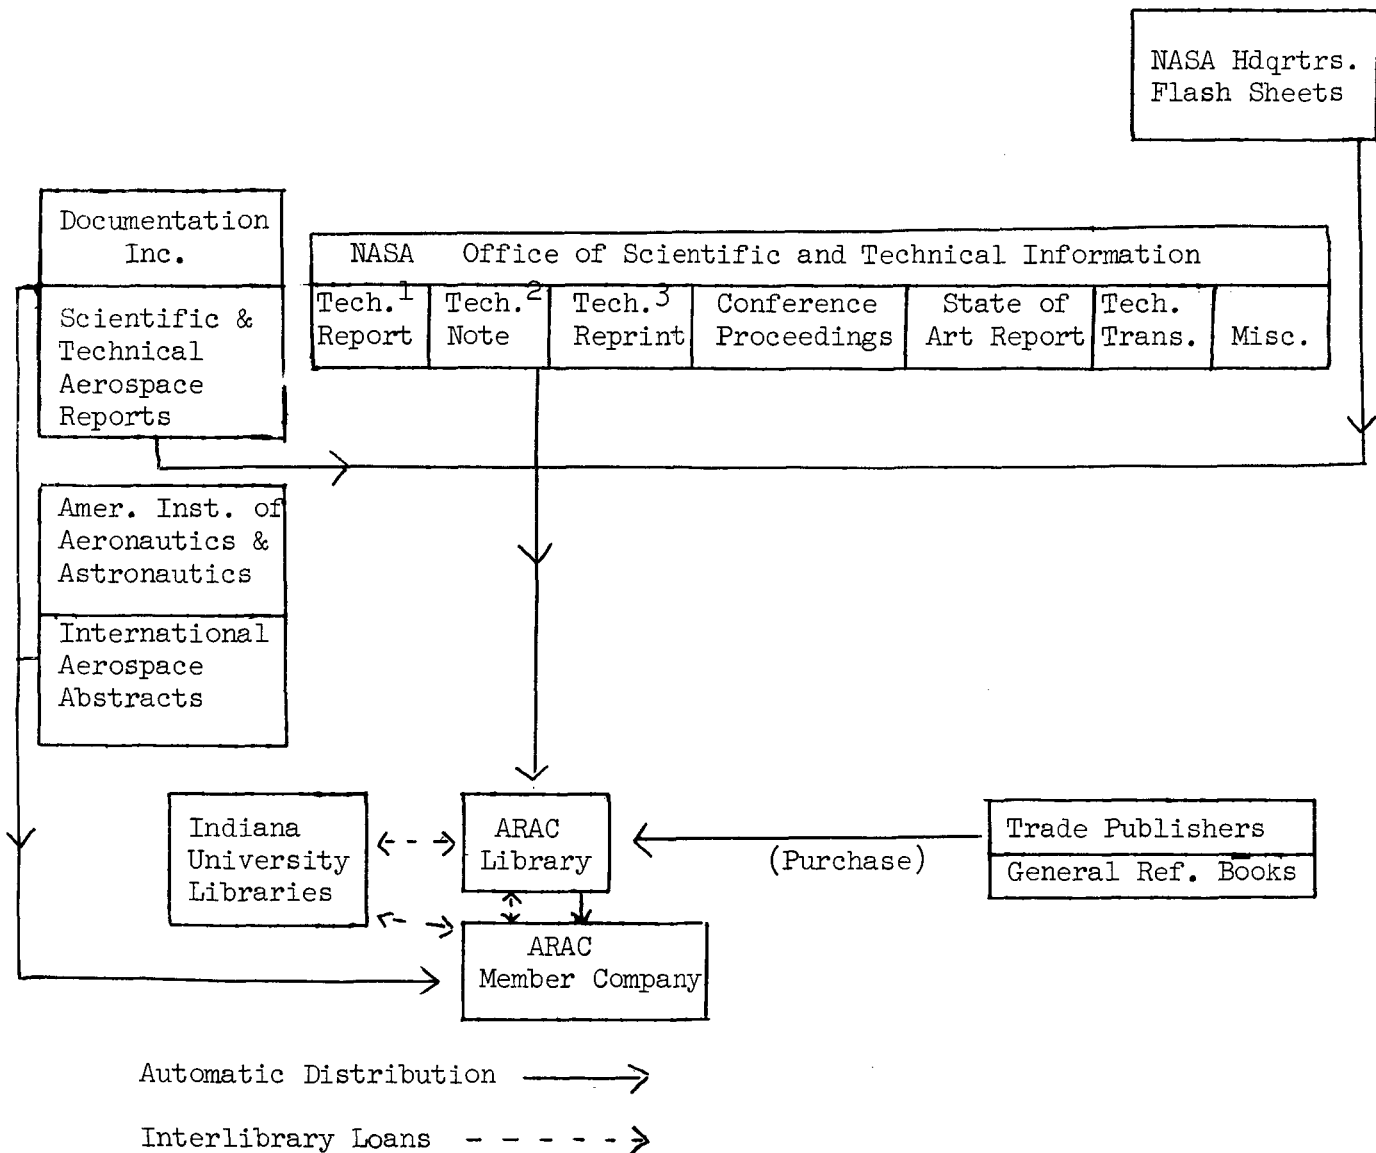 NASA Hdqrtrs.
Flash Sheets
Documentation
Inc.
Scientific &
Technical
Aerospace
Reports
NASA Office of Scientific and Technical Information
Tech.1
Report
Tech.2
Note
Tech.3
Reprint
Conference
Proceedings
State of
Art Report
Tech.
Trans.
Misc.
Amer. Inst. of
Aeronautics &
Astronautics
International
Aerospace
Abstracts
Indiana
University
Libraries
ARAC
Library
(Purchase)
Trade Publishers
General Ref. Books
ARAC
Member Company
Automatic Distribution
Interlibrary Loans